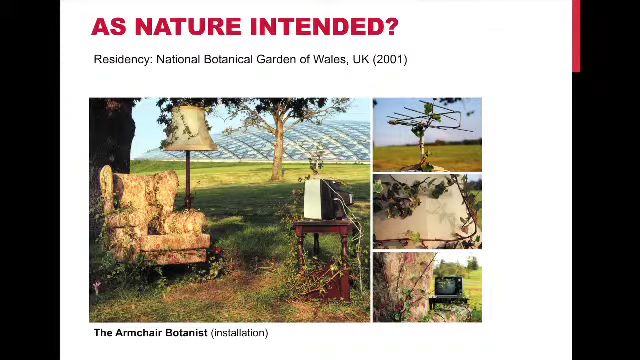 AS NATURE INTENDED?
Residency: National Botanical Garden of Wales, UK (2001)
The Armchair Botanist (installation)